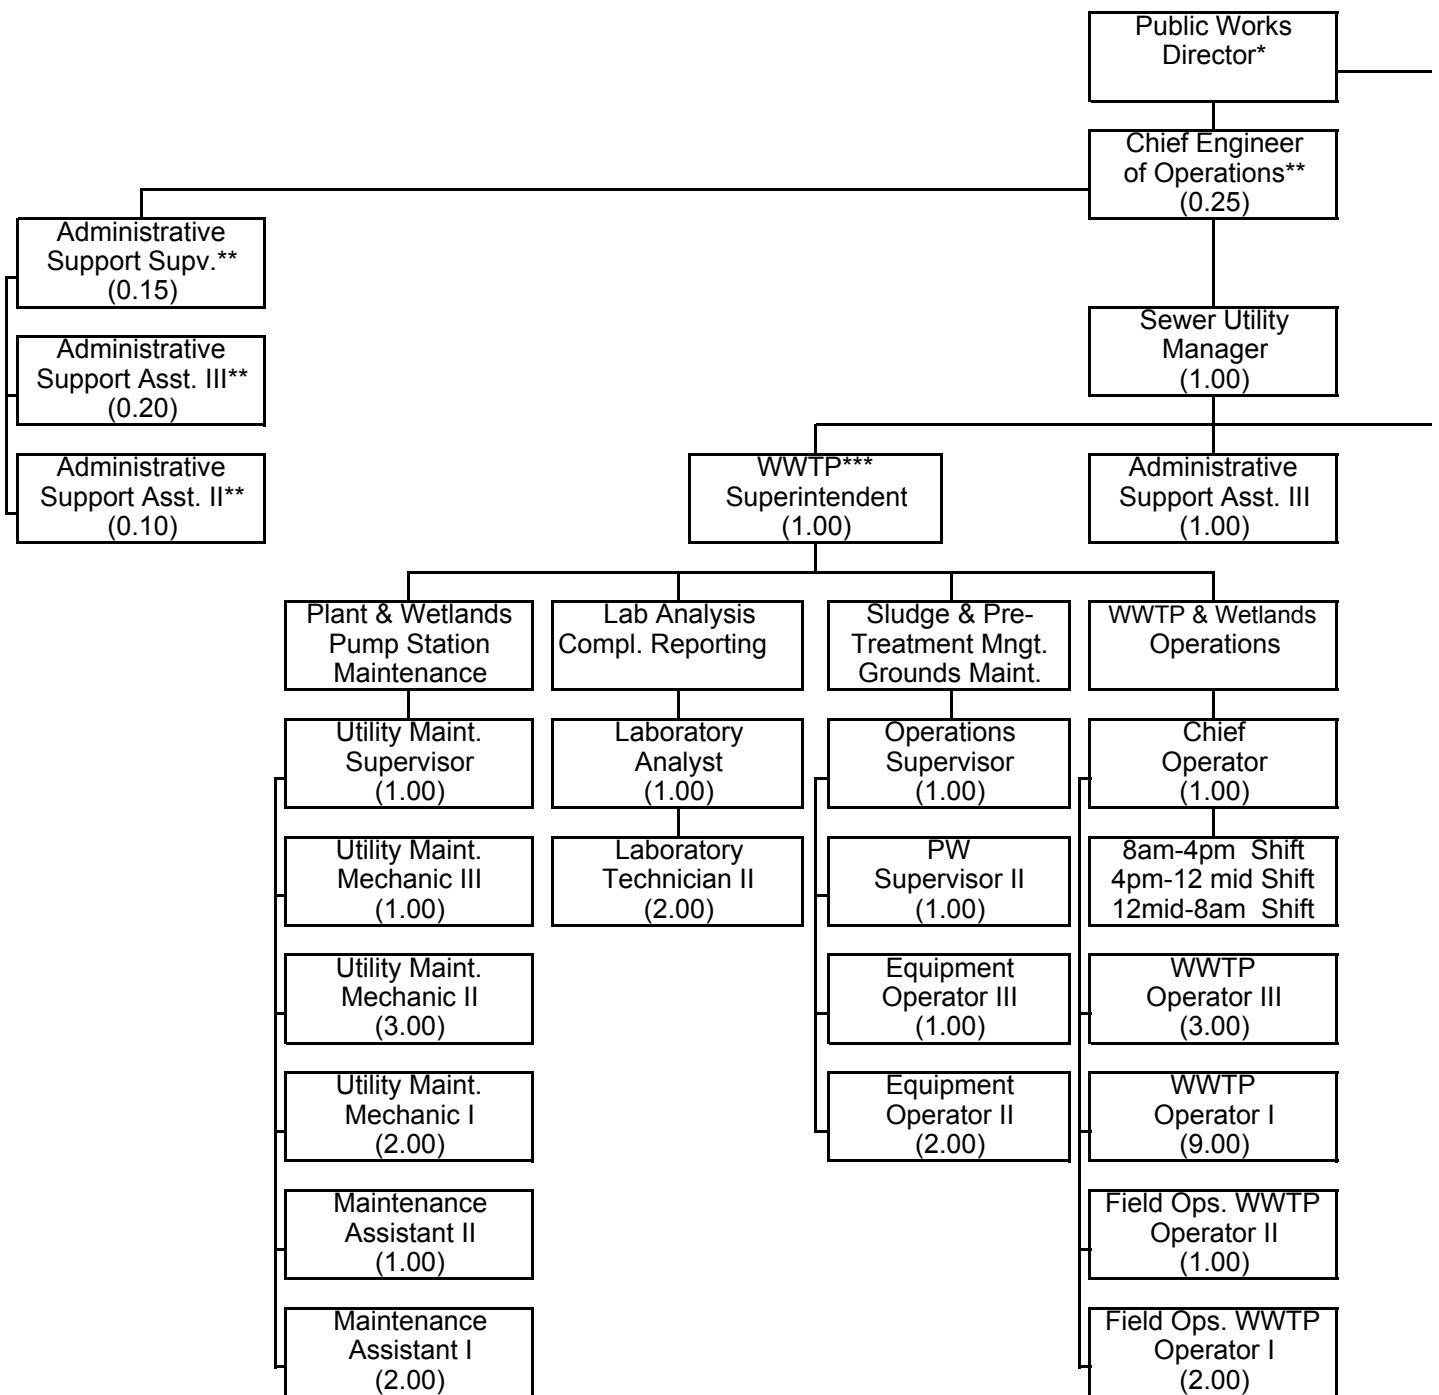 Public Works
Director*
Chief Engineer
of Operations**
(0.25)
Administrative
Support Supv.**
(0.15)
Administrative
Support Asst. III**
(0.20)
Administrative
Support Asst. II**
(0.10)
Sewer Utility
Manager
(1.00)
WWTP***
Superintendent
(1.00)
Administrative
Support Asst. III
(1.00)
Plant & Wetlands
Pump Station
Maintenance
Utility Maint.
Supervisor
(1.00)
Utility Maint.
Mechanic III
(1.00)
Utility Maint.
Mechanic II
(3.00)
Utility Maint.
Mechanic I
(2.00)
Maintenance
Assistant II
(1.00)
Maintenance
Assistant I
(2.00)
Lab Analysis
Compl. Reporting
Laboratory
Analyst
(1.00)
Laboratory
Technician II
(2.00)
Sludge & Pre-
Treatment Mngt.
Grounds Maint.
Operations
Supervisor
(1.00)
PW
Supervisor II
(1.00)
Equipment
Operator III
(1.00)
Equipment
Operator II
(2.00)
WWTP & Wetlands
Operations
Chief
Operator
(1.00)
8am-4pm  Shift
4pm-12 mid Shift
12mid-8am  Shift
WWTP
Operator III
(3.00)
WWTP
Operator I
(9.00)
Field Ops. WWTP
Operator II
(1.00)
Field Ops. WWTP
Operator I
(2.00)